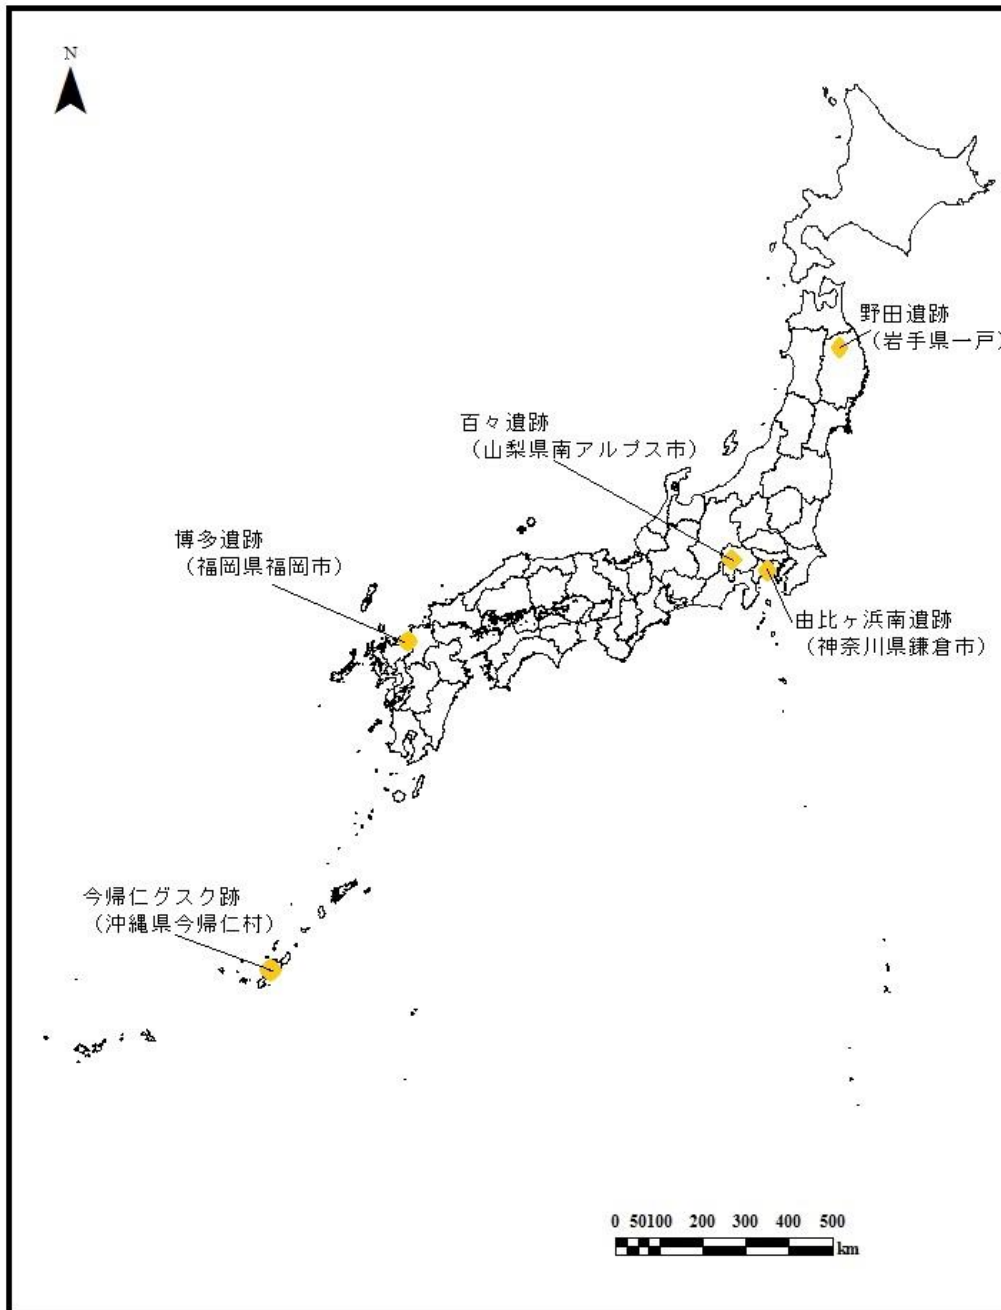 N
野田遺跡
（岩手県一戸）
百々遺跡
（山梨県南アルプス市）
博多遺跡
（福岡県福岡市）
由比ヶ浜南遺跡
（神奈川県鎌倉市）
今帰仁グスク跡
（沖縄県今帰仁村）
0 50100 200 300 400 500
km